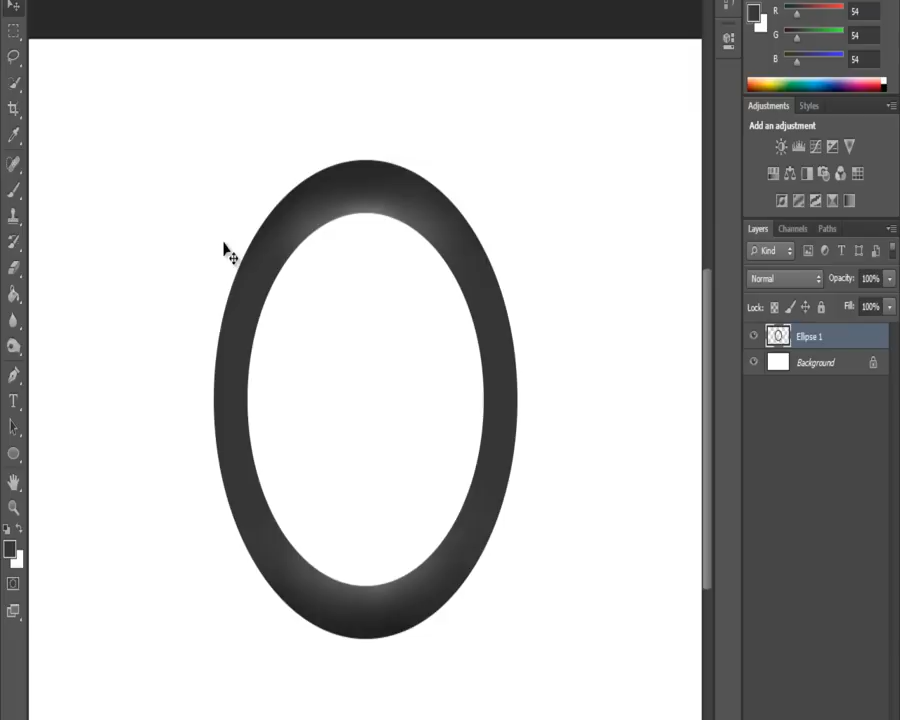 R 54
G 54
B 54
Adjustments Styles
Add an adjustment
Layers Channels Paths
Kind T
Normal Opacity: 100%
Lock: Fill: 100%
Ellipse 1
Background
T